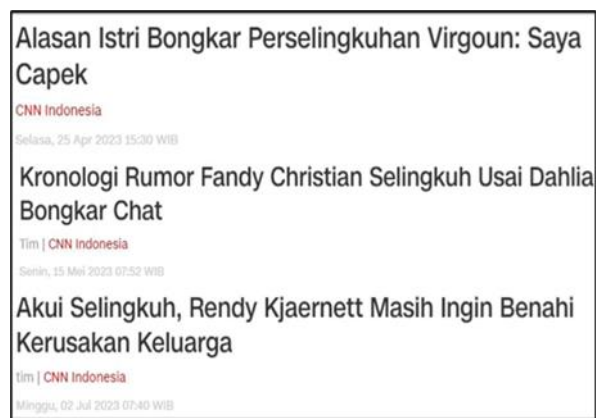 Alasan Istri Bongkar Perselingkuhan Virgoun: Saya
Capek
CNN Indonesia
Selasa, 25 Apr 2023 15:30 WIB
Kronologi Rumor Fandy Christian Selingkuh Usai Dahlia
Bongkar Chat
Tim | CNN Indonesia
Senin, 15 Mei 2023 07:52 WIB
Akui Selingkuh, Rendy Kjaernett Masih Ingin Benahi
Kerusakan Keluarga
tim | CNN Indonesia
Minggu, 02 Jul 2023 07:40 WIB